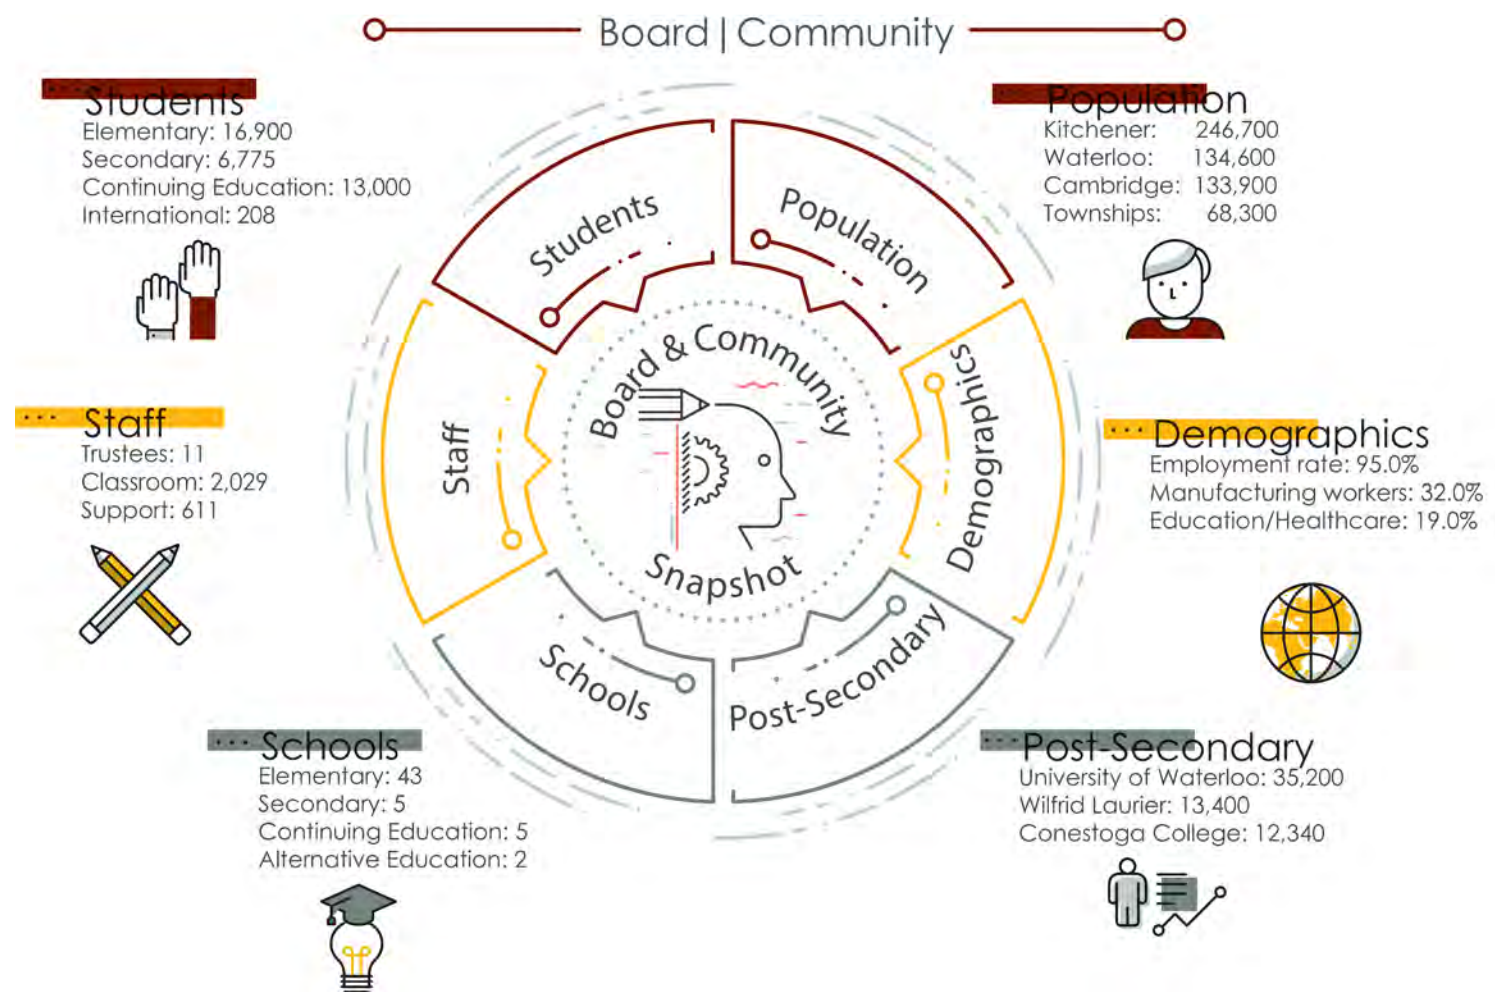 Board | Community
Students
Elementary: 16,900
Secondary: 6,775
Continuing Education: 13,000
International: 208
Population
Kitchener: 246,700
Waterloo: 134,600
Cambridge: 133,900
Townships: 68,300
Students
Population
Staff
Demographics
Schools
Post-Secondary
Board & Community
Snapshot
Staff
Trustees: 11
Classroom: 2,029
Support: 611
Demographics
Employment rate: 95.0%
Manufacturing workers: 32.0%
Education/Healthcare: 19.0%
Schools
Elementary: 43
Secondary: 5
Continuing Education: 5
Alternative Education: 2
Post-Secondary
University of Waterloo: 35,200
Wilfrid Laurier: 13,400
Conestoga College: 12,340